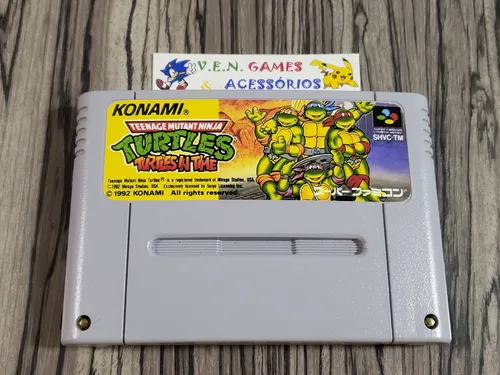 V.E.N. GAMES
& ACESSÓRIOS
KONAMI®
TEENAGE MUTANT NINJA
TURTLES
TURTLES IN TIME
Teenage Mutant Ninja Turtles® is a registered trademark of Mirage Studios, USA.
©1992 Mirage Studios, USA. Exclusively licensed by Surge Licensing Inc.
©1992 KONAMI All rights reserved
SHVC-TM
スーパーファミコン